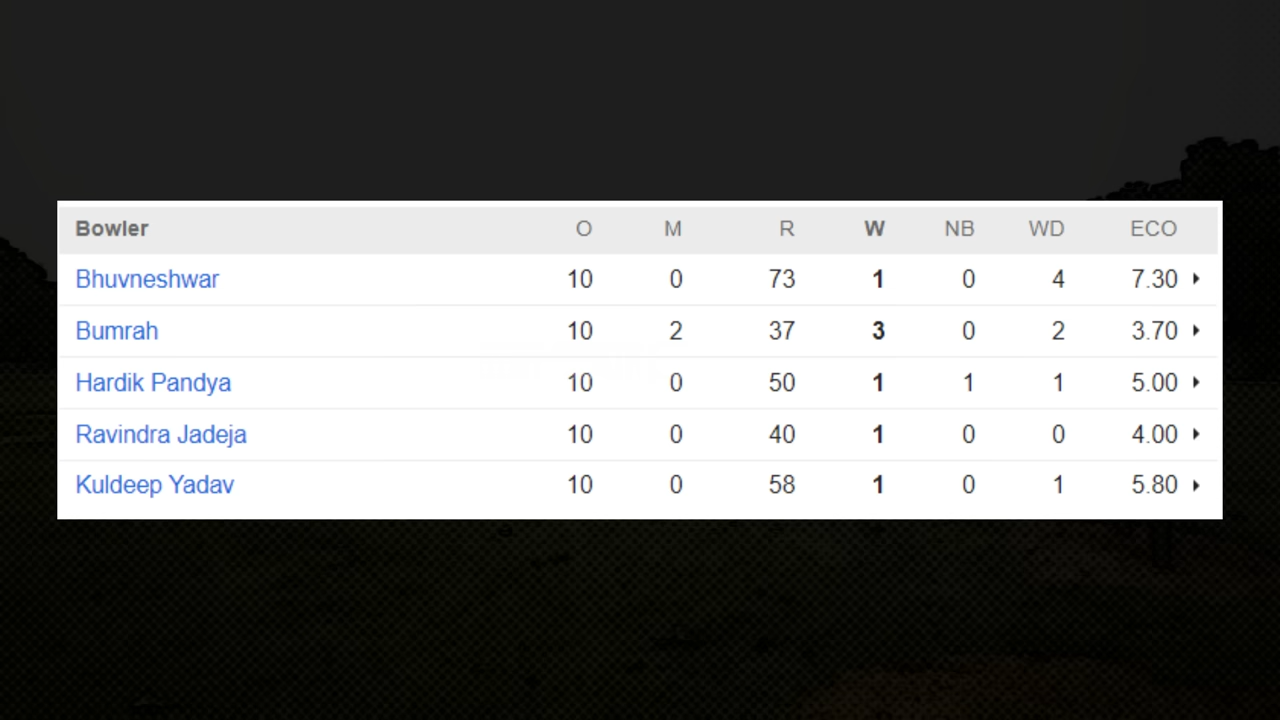 Bowler O M R W NB WD ECO
Bhuvneshwar 10 0 73 1 0 4 7.30
Bumrah 10 2 37 3 0 2 3.70
Hardik Pandya 10 0 50 1 1 1 5.00
Ravindra Jadeja 10 0 40 1 0 0 4.00
Kuldeep Yadav 10 0 58 1 0 1 5.80